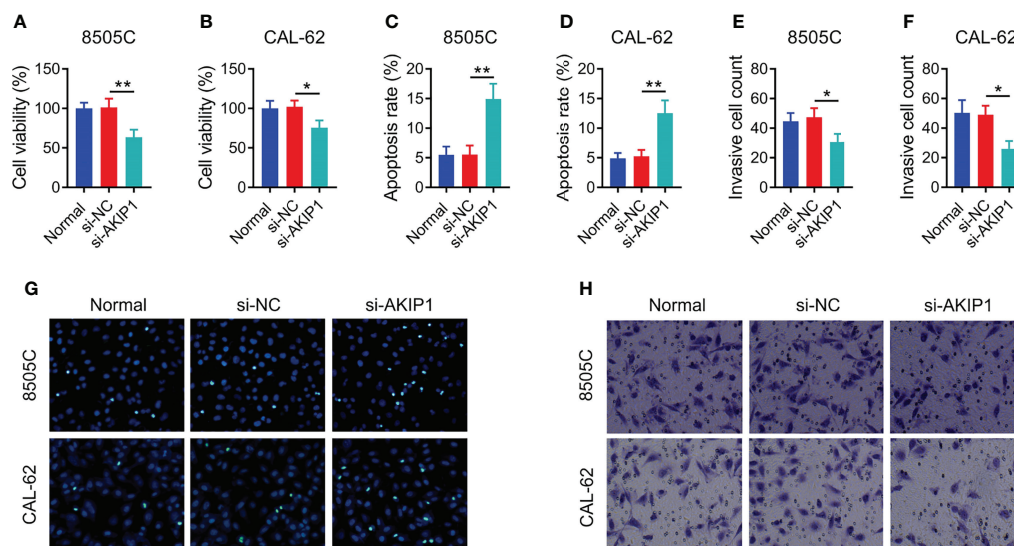 A
8505C
Cell viability (%)
150
100
50
0
**
Normal
si-NC
si-AKIP1
B
CAL-62
Cell viability (%)
150
100
50
0
*
Normal
si-NC
si-AKIP1
C
8505C
Apoptosis rate (%)
20
15
10
5
0
**
Normal
si-NC
si-AKIP1
D
CAL-62
Apoptosis rate (%)
20
15
10
5
0
**
Normal
si-NC
si-AKIP1
E
8505C
Invasive cell count
80
60
40
20
0
*
Normal
si-NC
si-AKIP1
F
CAL-62
Invasive cell count
80
60
40
20
0
*
Normal
si-NC
si-AKIP1
G
Normal
si-NC
si-AKIP1
8505C
CAL-62
H
Normal
si-NC
si-AKIP1
8505C
CAL-62